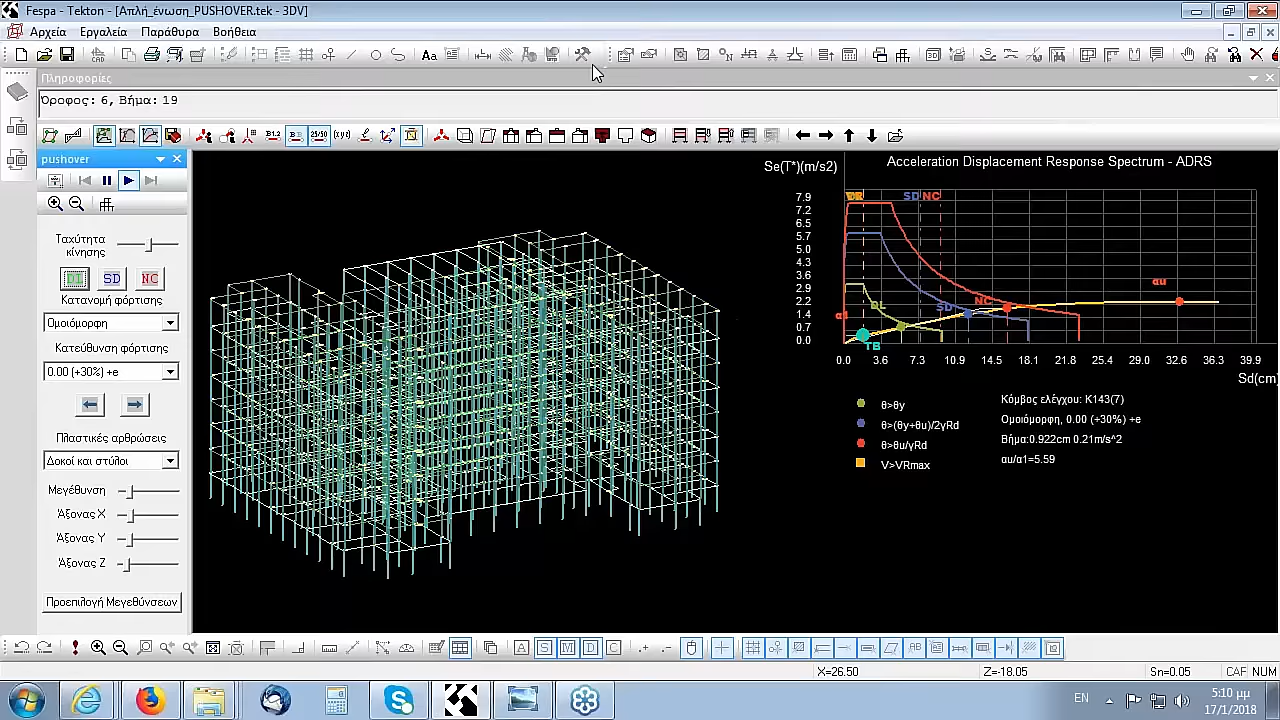 Fespa - Tekton - [Απλή_ένωση_PUSHOVER.tek - 3DV]
Αρχεία Εργαλεία Παράθυρα Βοήθεια
Πληροφορίες
Όροφος: 6, Βήμα: 19
pushover
Ταχύτητα
κίνησης
DL SD NC
Κατανομή φόρτισης
Ομοιόμορφη
Κατεύθυνση φόρτισης
0.00 (+30%) +e
Πλαστικές αρθρώσεις
Δοκοί και στύλοι
Μεγέθυνση
Άξονας X
Άξονας Y
Άξονας Z
Προεπιλογή Μεγεθύνσεων
Se(T*)(m/s2)
Acceleration Displacement Response Spectrum - ADRS
SD NC
7.9
7.2
6.5
5.7
5.0
4.3
3.6
2.9
2.2
1.4
0.7
0.0
αu
NC
SD
DL
α1
TB
0.0 3.6 7.3 10.9 14.5 18.1 21.8 25.4 29.0 32.6 36.3 39.9
Sd(cm)
θ>θy
θ>(θy+θu)/2γRd
θ>θu/γRd
V>VRmax
Κόμβος ελέγχου: K143(7)
Ομοιόμορφη, 0.00 (+30%) +e
Βήμα:0.922cm 0.21m/s^2
αu/α1=5.59
X=26.50 Z=-18.05 Sn=0.05 CAF NUM
EN
5:10 μμ
17/1/2018